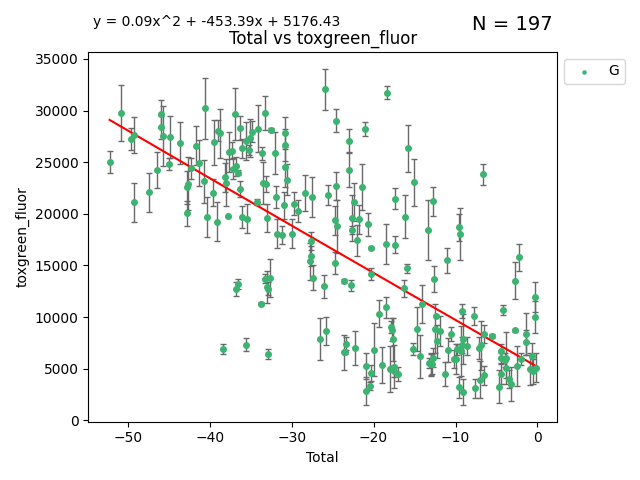 y = 0.09x^2 + -453.39x + 5176.43
N = 197
Total vs toxgreen_fluor
G
35000
30000
25000
20000
15000
10000
5000
0
toxgreen_fluor
−50
−40
−30
−20
−10
0
Total